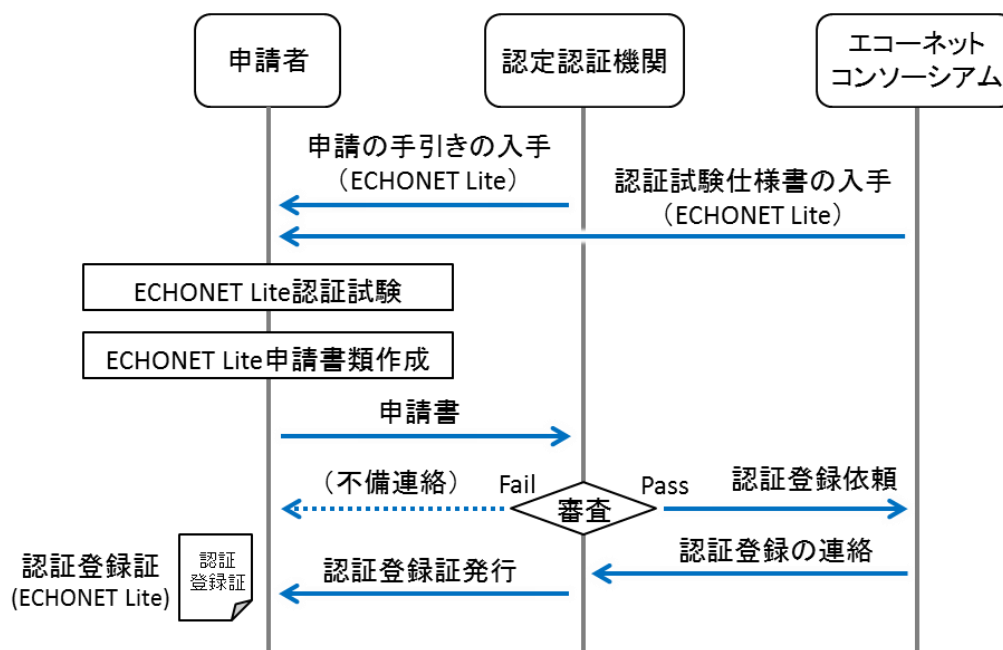 申請者
認定認証機関
エコーネット
コンソーシアム
申請の手引きの入手
（ECHONET Lite）
認証試験仕様書の入手
（ECHONET Lite）
ECHONET Lite認証試験
ECHONET Lite申請書類作成
申請書
（不備連絡）
Fail
審査
Pass
認証登録依頼
認証登録の連絡
認証登録証発行
認証登録証
(ECHONET Lite)
認証
登録証